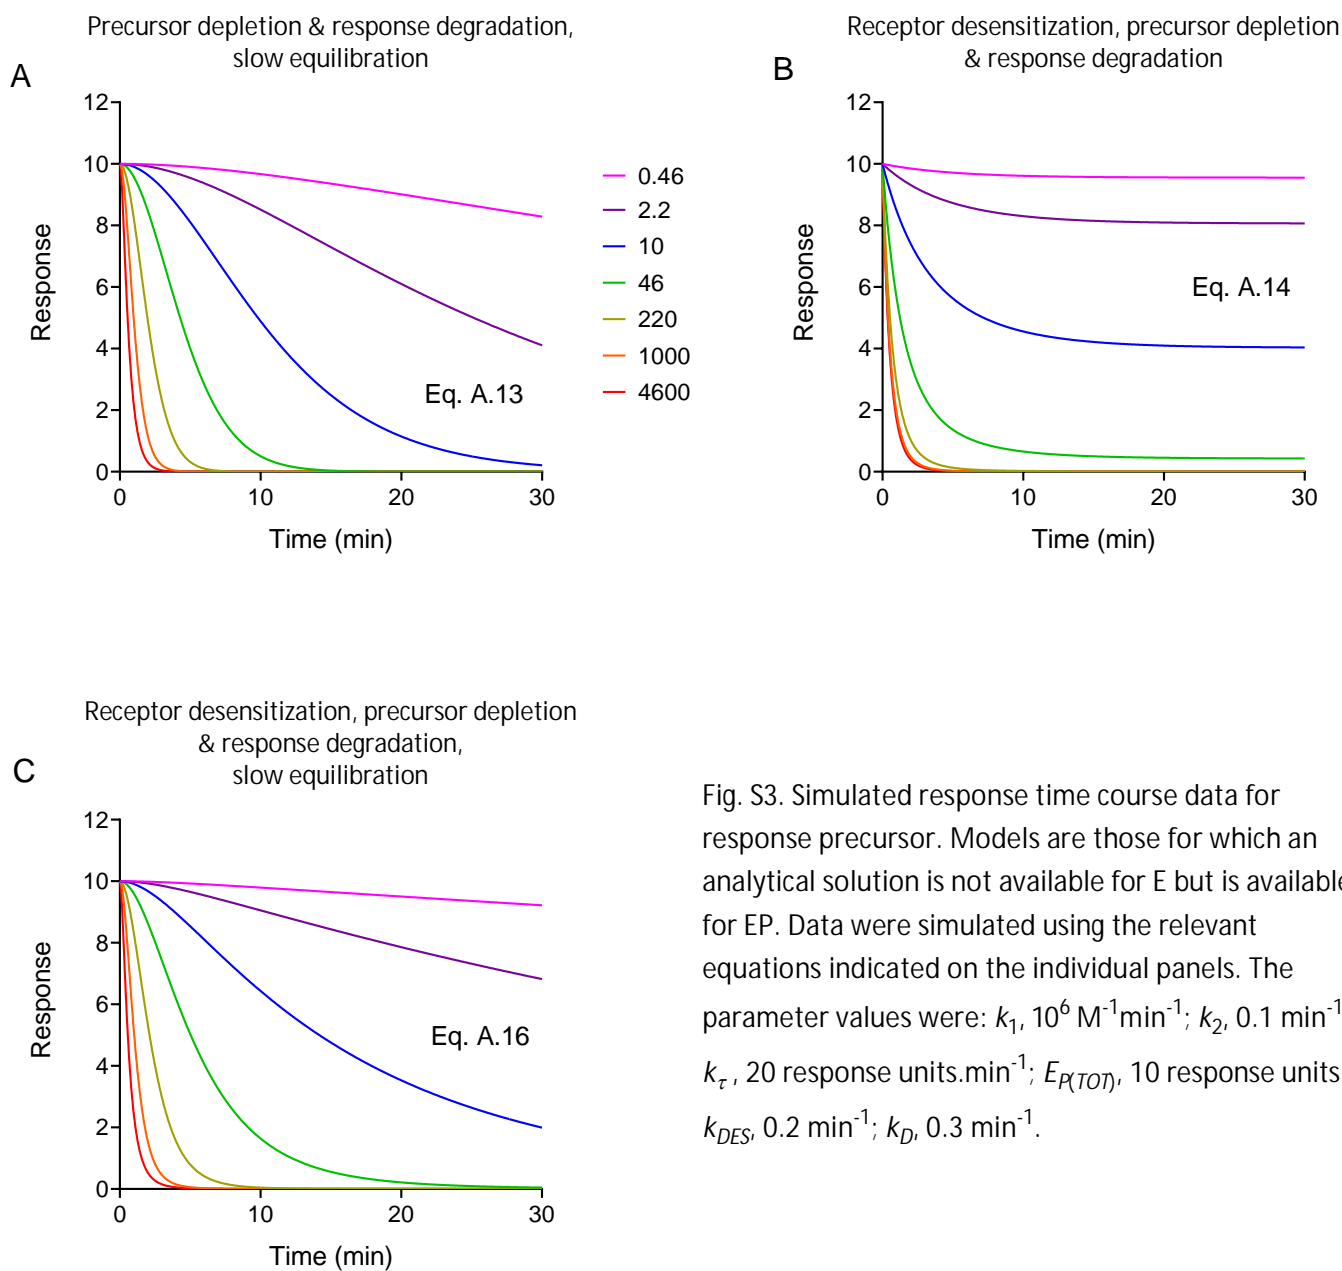 Precursor depletion & response degradation,
slow equilibration
A
12
10
8
6
4
2
0
Response
0
10
20
30
Time (min)
Eq. A.13
0.46
2.2
10
46
220
1000
4600
Receptor desensitization, precursor depletion
& response degradation
B
12
10
8
6
4
2
0
Response
0
10
20
30
Time (min)
Eq. A.14
Receptor desensitization, precursor depletion
& response degradation,
slow equilibration
C
12
10
8
6
4
2
0
Response
0
10
20
30
Time (min)
Eq. A.16
Fig. S3. Simulated response time course data for
response precursor. Models are those for which an
analytical solution is not available for E but is available
for EP. Data were simulated using the relevant
equations indicated on the individual panels. The
parameter values were: k₁, 10⁶ M⁻¹min⁻¹; k₂, 0.1 min⁻¹
k_τ, 20 response units.min⁻¹; E_P(TOT), 10 response units
k_DES, 0.2 min⁻¹; k_D, 0.3 min⁻¹.